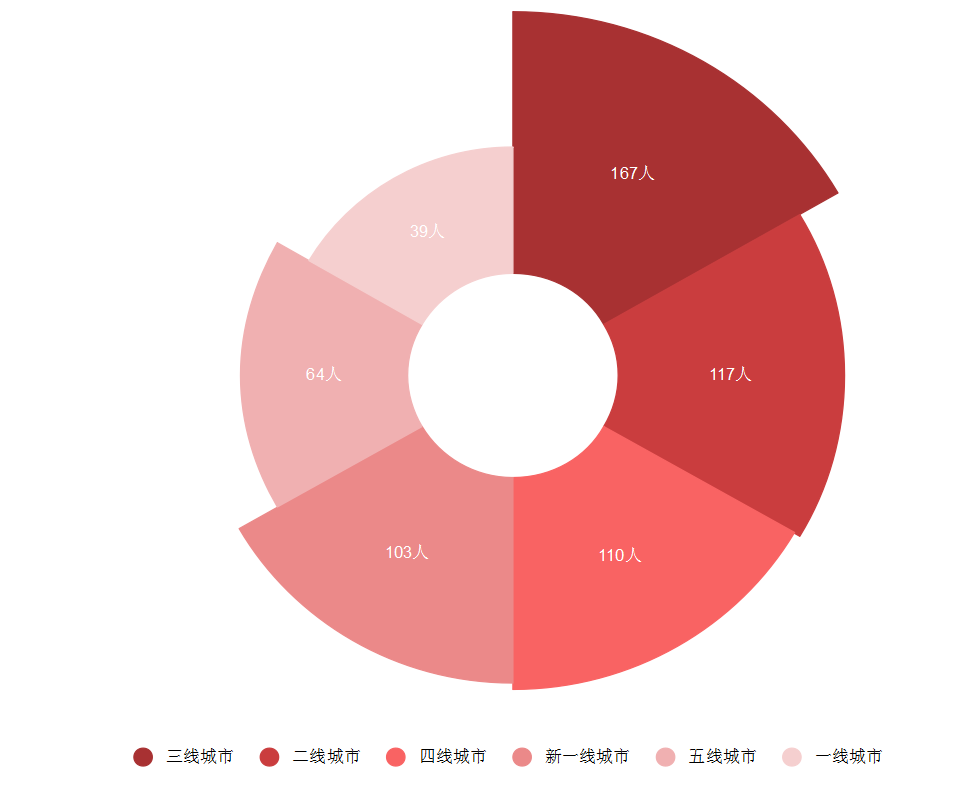 167人
39人
117人
64人
103人
110人
三线城市 二线城市 四线城市 新一线城市 五线城市 一线城市